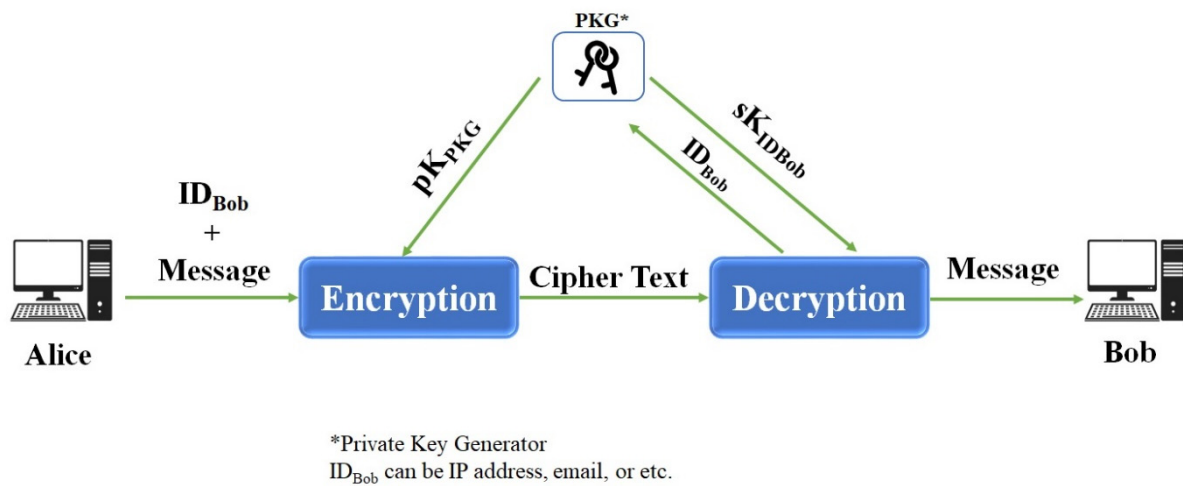 PKG*
pK_PKG
sK_IDBob
ID_Bob
ID_Bob
+
Message
Encryption
Cipher Text
Decryption
Message
Alice
Bob
*Private Key Generator
ID_Bob can be IP address, email, or etc.